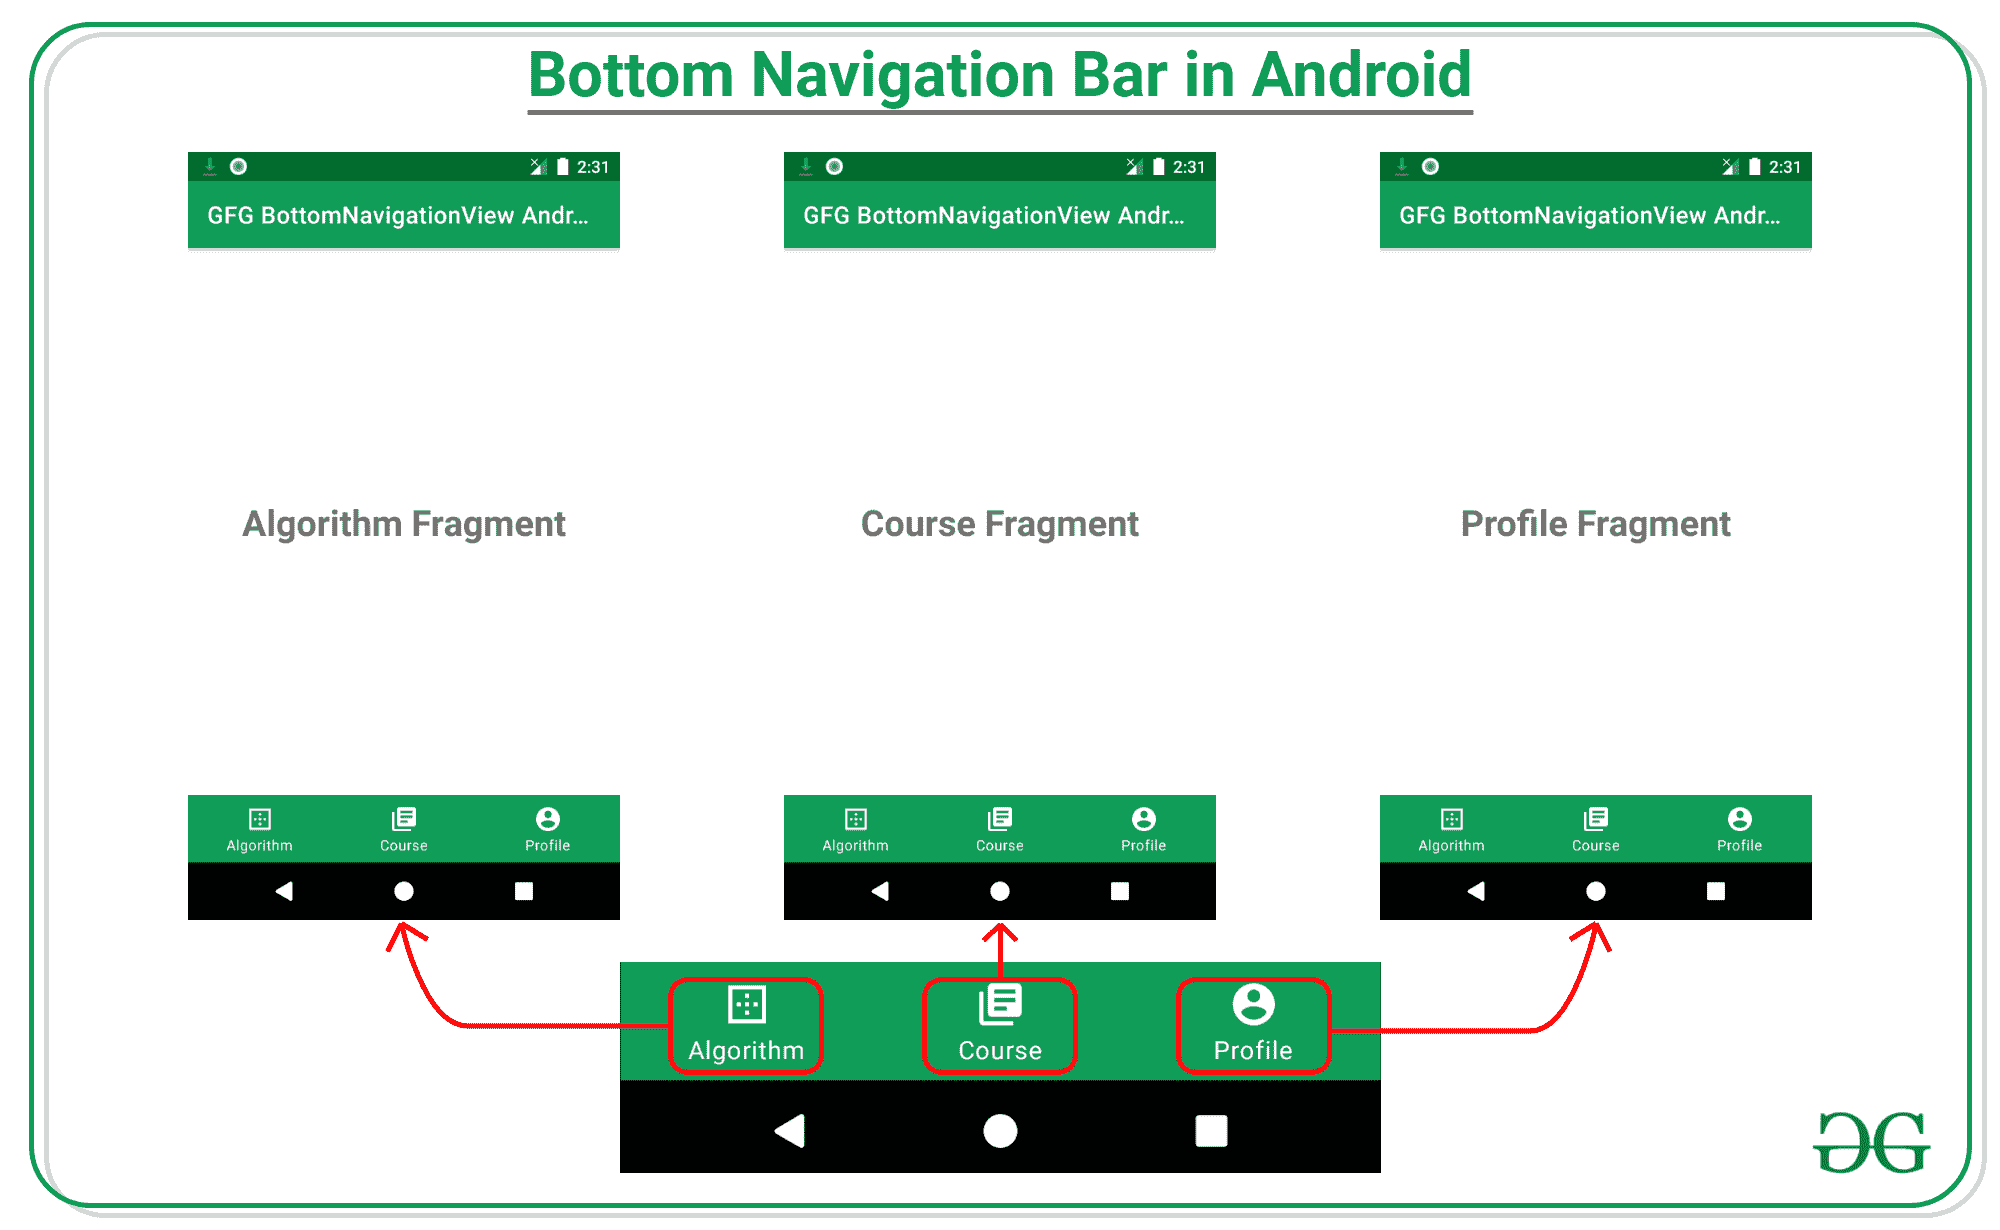 Bottom Navigation Bar in Android
2:31
GFG BottomNavigationView Andr...
2:31
GFG BottomNavigationView Andr...
2:31
GFG BottomNavigationView Andr...
Algorithm Fragment
Course Fragment
Profile Fragment
Algorithm Course Profile
Algorithm Course Profile
Algorithm Course Profile
Algorithm Course Profile